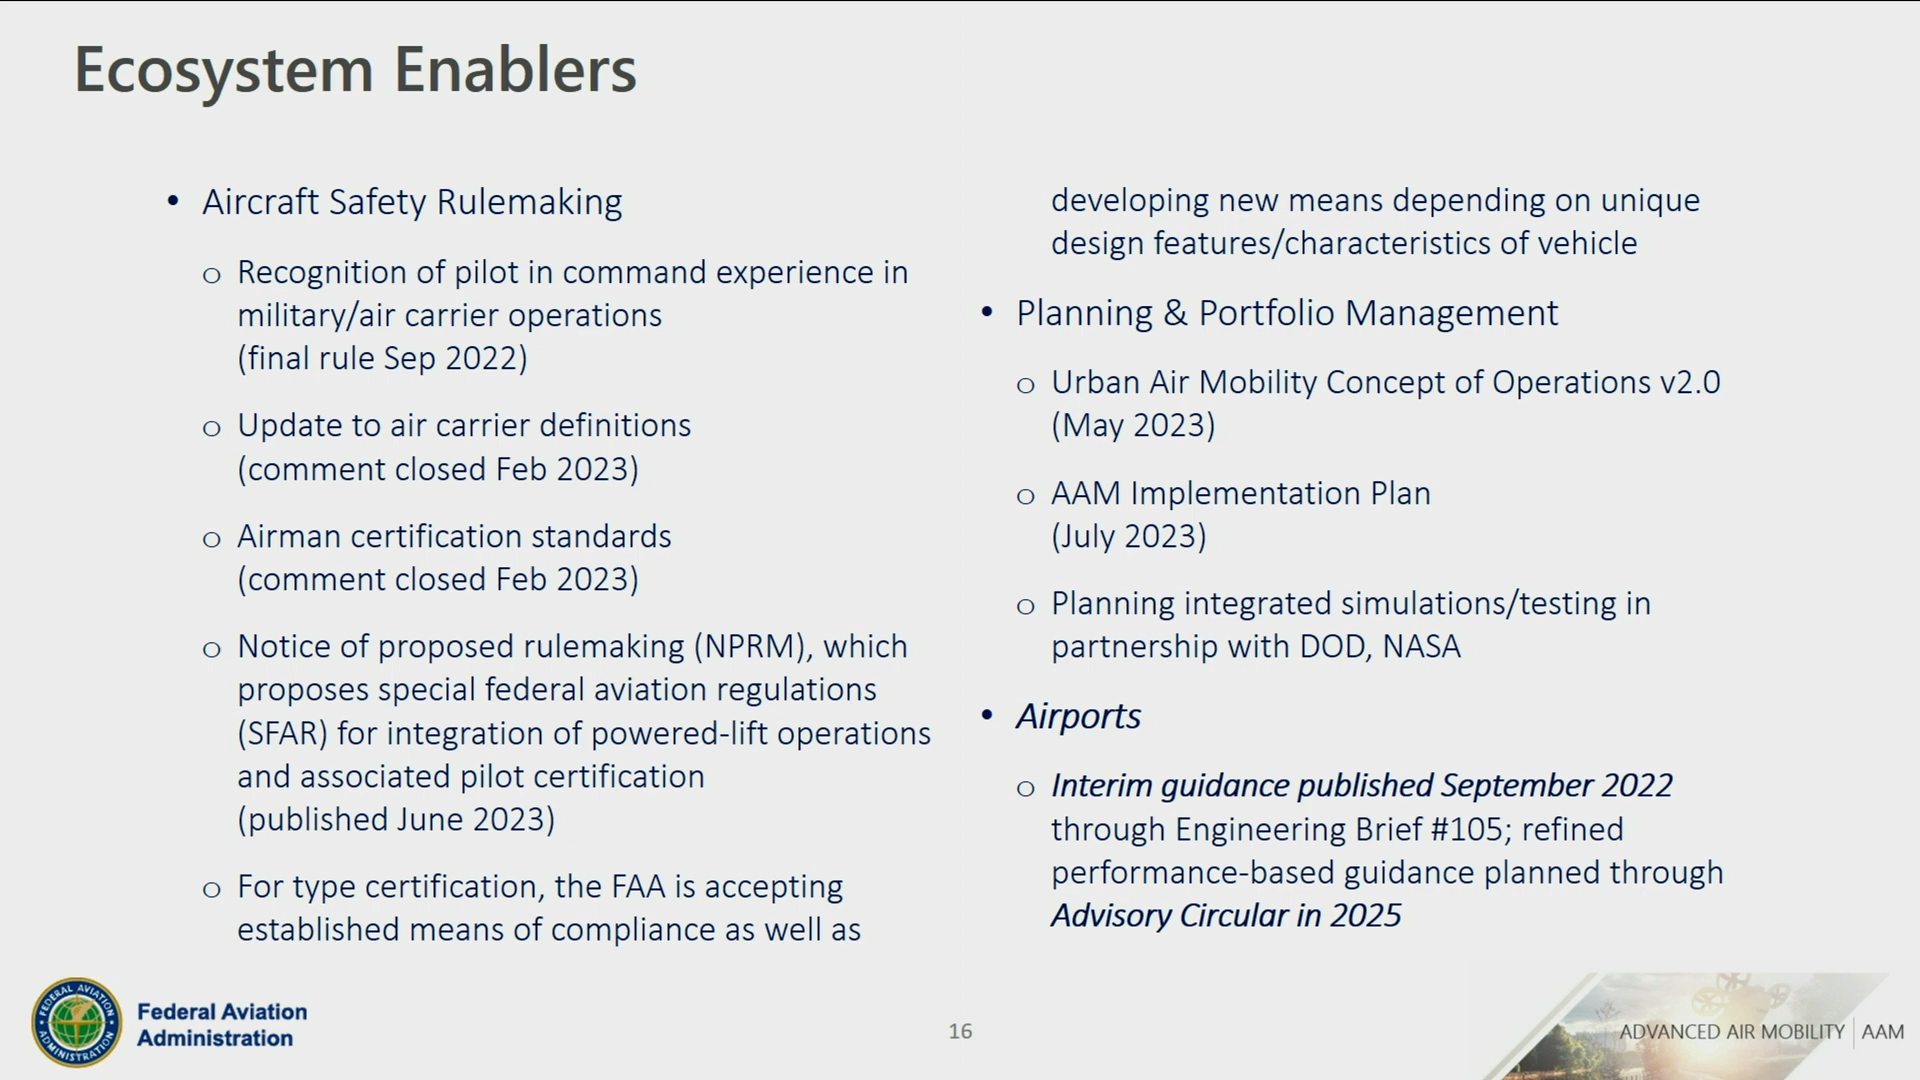 Ecosystem Enablers
• Aircraft Safety Rulemaking
o Recognition of pilot in command experience in
military/air carrier operations
(final rule Sep 2022)
o Update to air carrier definitions
(comment closed Feb 2023)
o Airman certification standards
(comment closed Feb 2023)
o Notice of proposed rulemaking (NPRM), which
proposes special federal aviation regulations
(SFAR) for integration of powered-lift operations
and associated pilot certification
(published June 2023)
o For type certification, the FAA is accepting
established means of compliance as well as
developing new means depending on unique
design features/characteristics of vehicle
• Planning & Portfolio Management
o Urban Air Mobility Concept of Operations v2.0
(May 2023)
o AAM Implementation Plan
(July 2023)
o Planning integrated simulations/testing in
partnership with DOD, NASA
• Airports
o Interim guidance published September 2022
through Engineering Brief #105; refined
performance-based guidance planned through
Advisory Circular in 2025
FEDERAL AVIATION
ADMINISTRATION
Federal Aviation
Administration
16
ADVANCED AIR MOBILITY | AAM